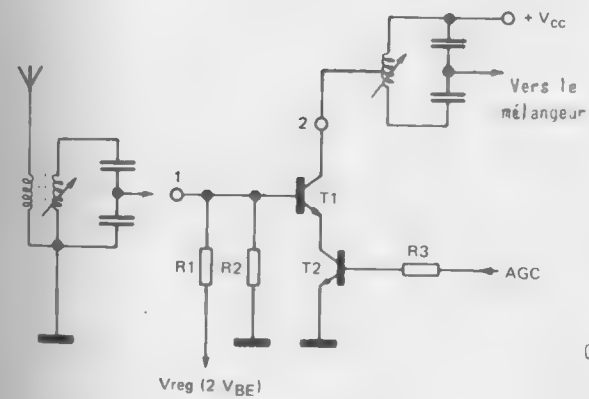 + Vcc
Vers le
mélangeur
2
1
T1
R1
R2
T2
R3
AGC
Vreg (2 VBE)